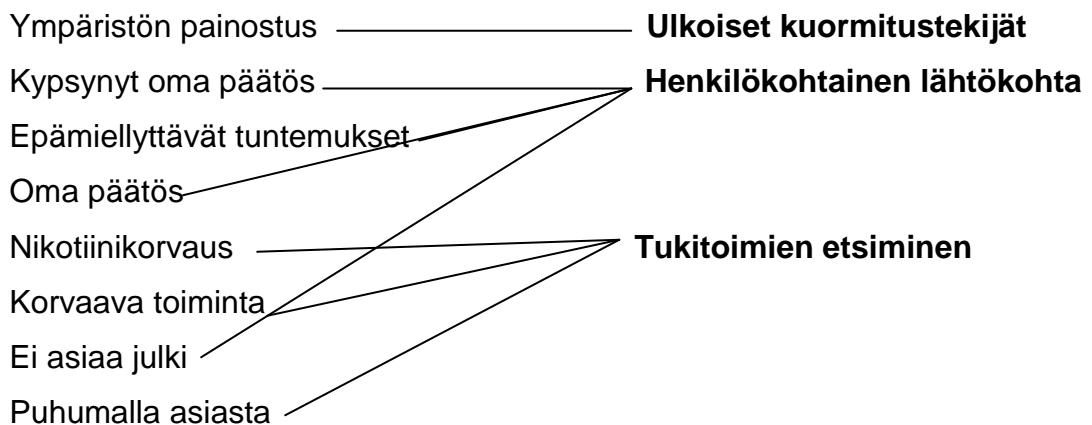 Ympäristön painostus Ulkoiset kuormitustekijät
Kypsynyt oma päätös Henkilökohtainen lähtökohta
Epämiellyttävät tuntemukset
Oma päätös
Nikotiinikorvaus Tukitoimien etsiminen
Korvaava toiminta
Ei asiaa julki
Puhumalla asiasta